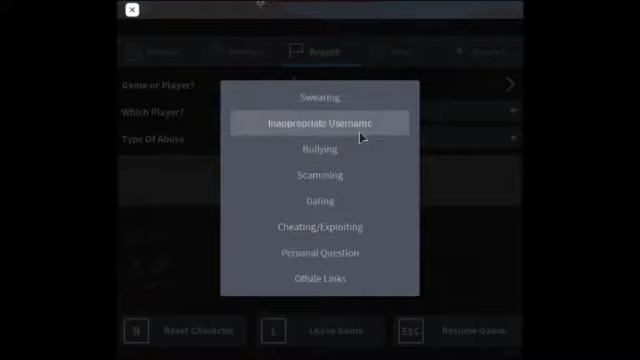 Report
Game or Player?
Which Player?
Type Of Abuse
Swearing
Inappropriate Username
Bullying
Scamming
Dating
Cheating/Exploiting
Personal Question
Offsite Links
R Reset Character
L Leave Game
ESC Resume Game